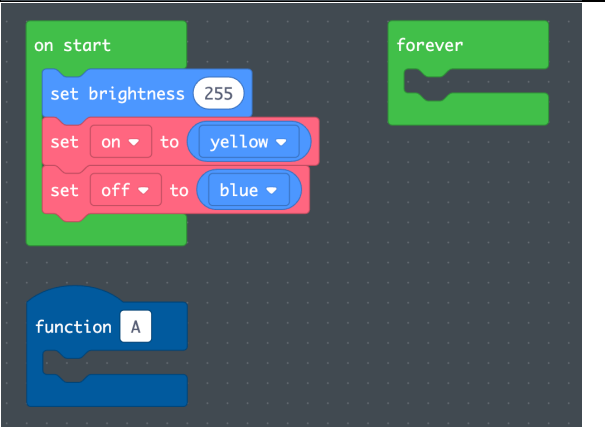 on start
forever
set brightness 255
set on to yellow
set off to blue
function A